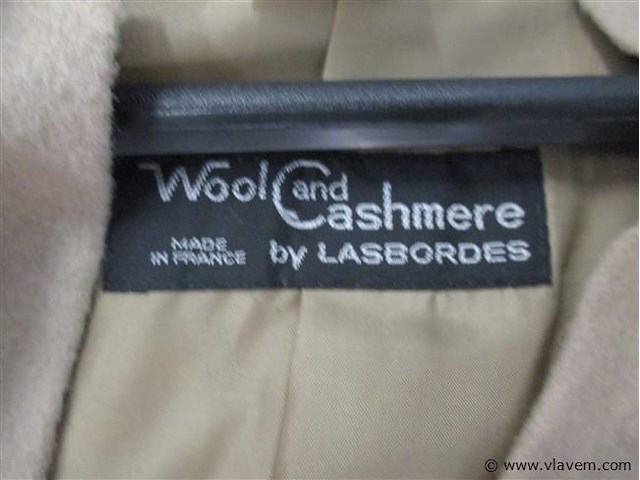 Wool and
Cashmere
MADE
IN FRANCE
by LASBORDES
© www.vlavem.com